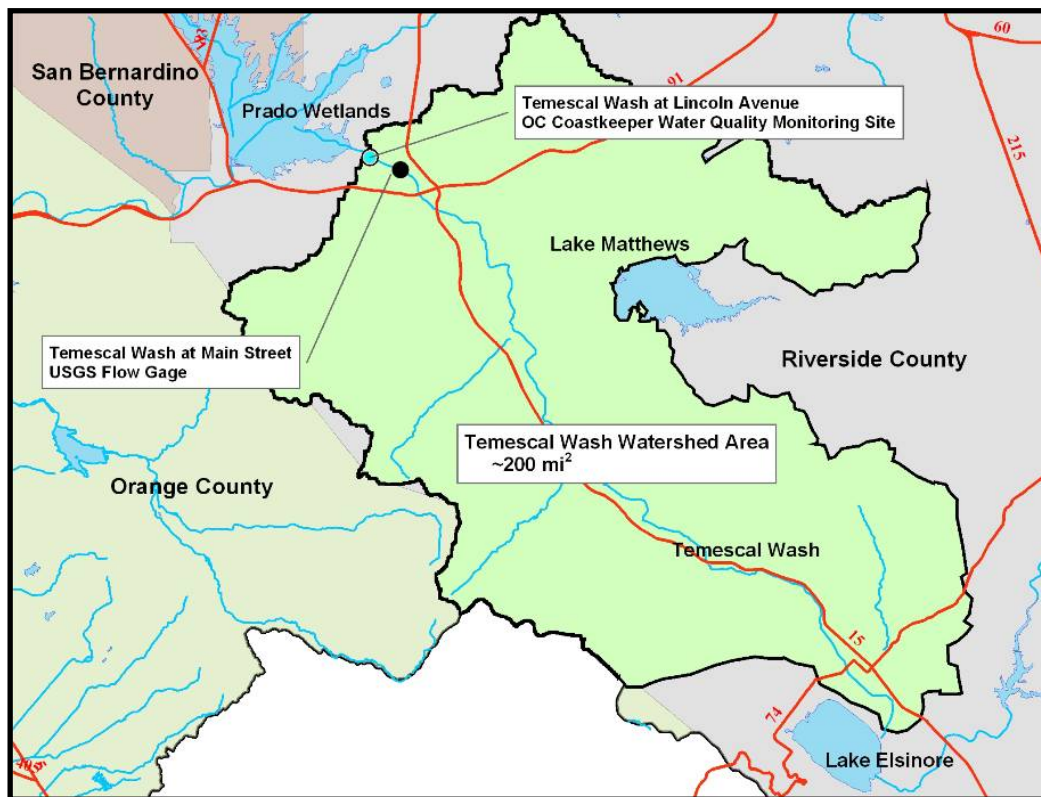 San Bernardino
County
Prado Wetlands
91
60
215
Temescal Wash at Lincoln Avenue
OC Coastkeeper Water Quality Monitoring Site
Lake Matthews
Temescal Wash at Main Street
USGS Flow Gage
Riverside County
Temescal Wash Watershed Area
~200 mi²
Orange County
Temescal Wash
15
74
Lake Elsinore